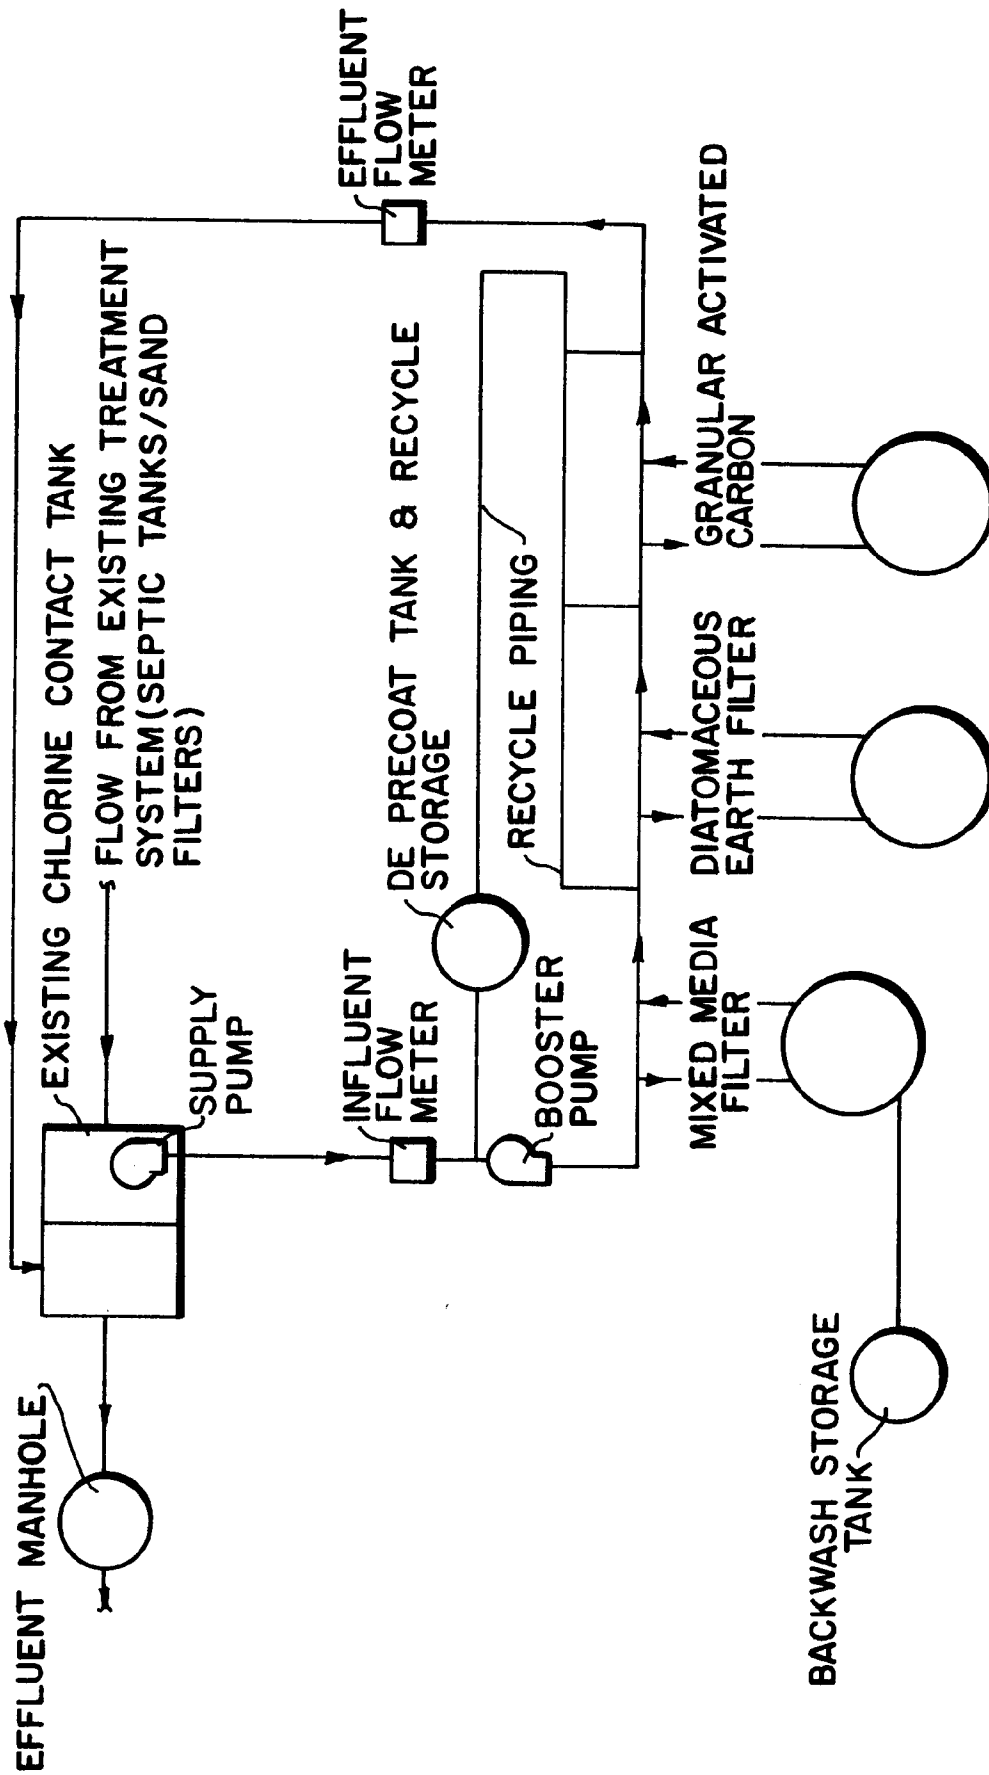 EFFLUENT MANHOLE
EXISTING CHLORINE CONTACT TANK
FLOW FROM EXISTING TREATMENT
SYSTEM (SEPTIC TANKS/SAND
FILTERS)
SUPPLY
PUMP
INFLUENT
FLOW
METER
DE PRECOAT TANK & RECYCLE
STORAGE
EFFLUENT
FLOW
METER
BOOSTER
PUMP
RECYCLE PIPING
MIXED MEDIA
FILTER
DIATOMACEOUS
EARTH FILTER
GRANULAR ACTIVATED
CARBON
BACKWASH STORAGE
TANK